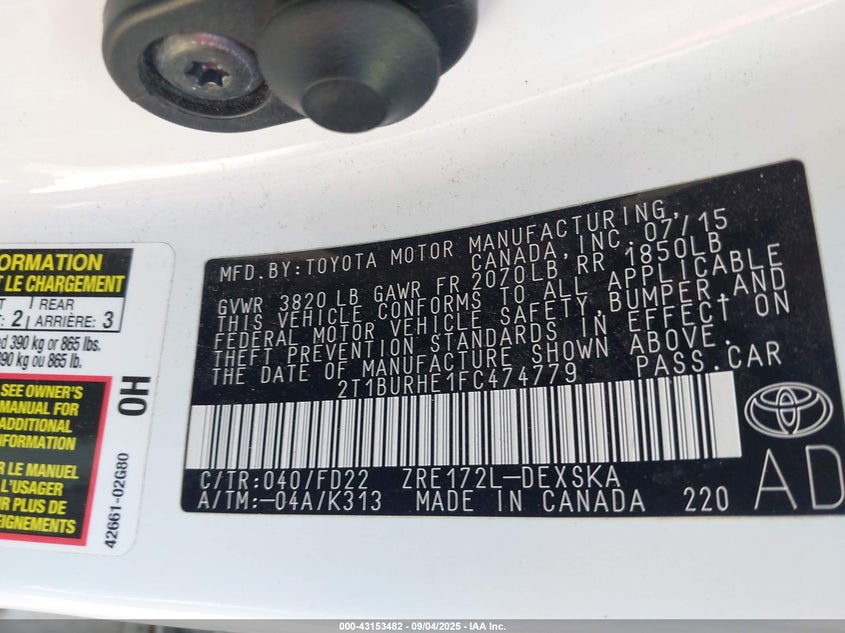 ORMATION
T LE CHARGEMENT
REAR
2 ARRIÈRE: 3
d 390 kg or 865 lbs.
90 kg ou 865 lb.
SEE OWNER'S
MANUAL FOR
ADDITIONAL
NFORMATION
R LE MANUEL
L'USAGER
UR PLUS DE
EIGNEMENTS
OH
42661-02G80
MFD.BY:TOYOTA MOTOR MANUFACTURING,
CANADA, INC. 07/15
GVWR 3820 LB GAWR FR 2070LB, RR 1850LB
THIS VEHICLE CONFORMS TO ALL APPLICABLE
FEDERAL MOTOR VEHICLE SAFETY,BUMPER,AND
THEFT PREVENTION STANDARDS IN EFFECT ON
THE DATE OF MANUFACTURE SHOWN ABOVE.
2T1BURHE1FC474779 PASS.CAR
C/TR:040/FD22 ZRE172L-DEXSKA
A/TM:-04A/K313 MADE IN CANADA 220
AD
000-43153482 - 09/04/2025 - IAA Inc.